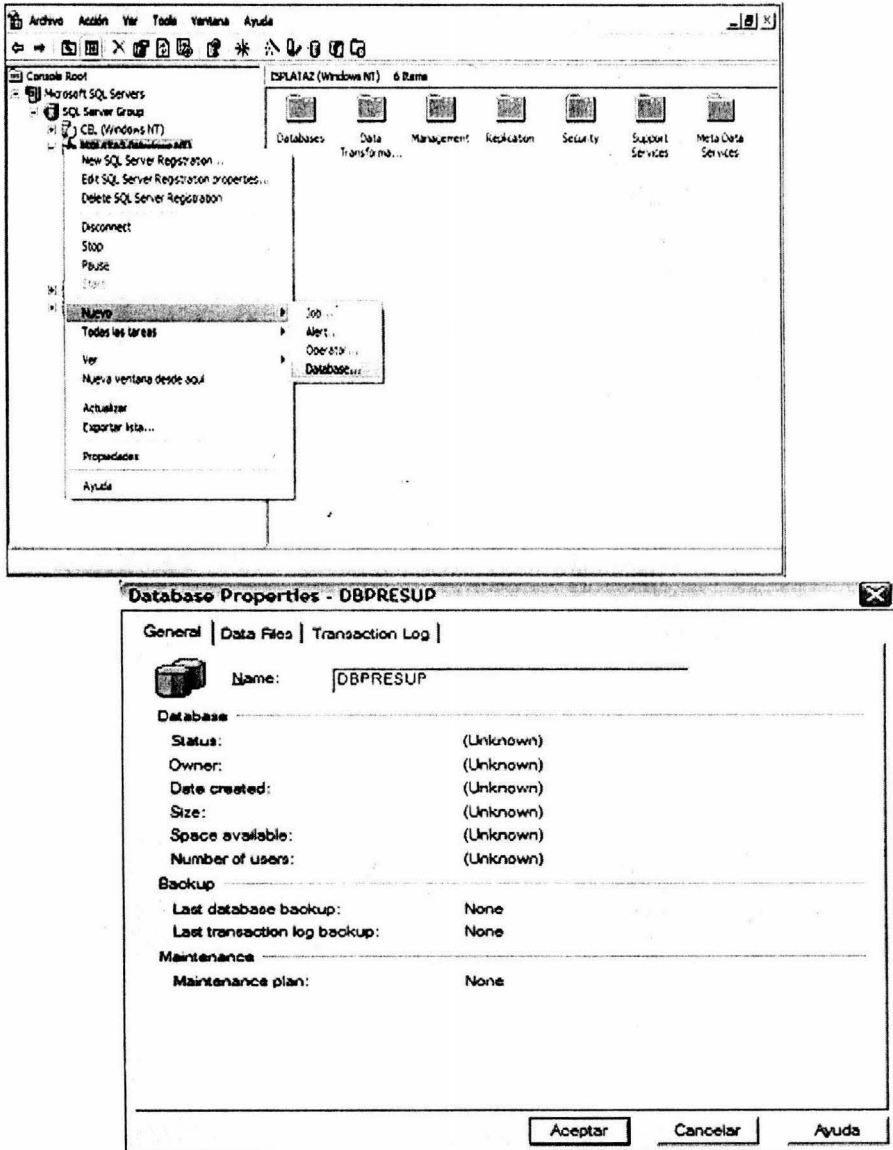 Archivo Acción Ver Tools Ventana Ayuda
Console Root
Microsoft SQL Servers
SQL Server Group
CBL (Windows NT)
New SQL Server Registration ...
Edit SQL Server Registration properties...
Delete SQL Server Registration
Disconnect
Stop
Pause
Start
Nuevo
Todas las tareas
Ver
Nueva ventana desde aquí
Actualizar
Exportar lista...
Propiedades
Ayuda
Job ...
Alert...
Operator...
Database...
(Windows NT) 6 Items
Databases
Data Transforma...
Management
Replication
Security
Support Services
Meta Data Services
Database Properties - DBPRESUP
General Data Files Transaction Log
Name: DBPRESUP
Database
Status: (Unknown)
Owner: (Unknown)
Date created: (Unknown)
Size: (Unknown)
Space available: (Unknown)
Number of users: (Unknown)
Backup
Last database backup: None
Last transaction log backup: None
Maintenance
Maintenance plan: None
Aceptar Cancelar Ayuda